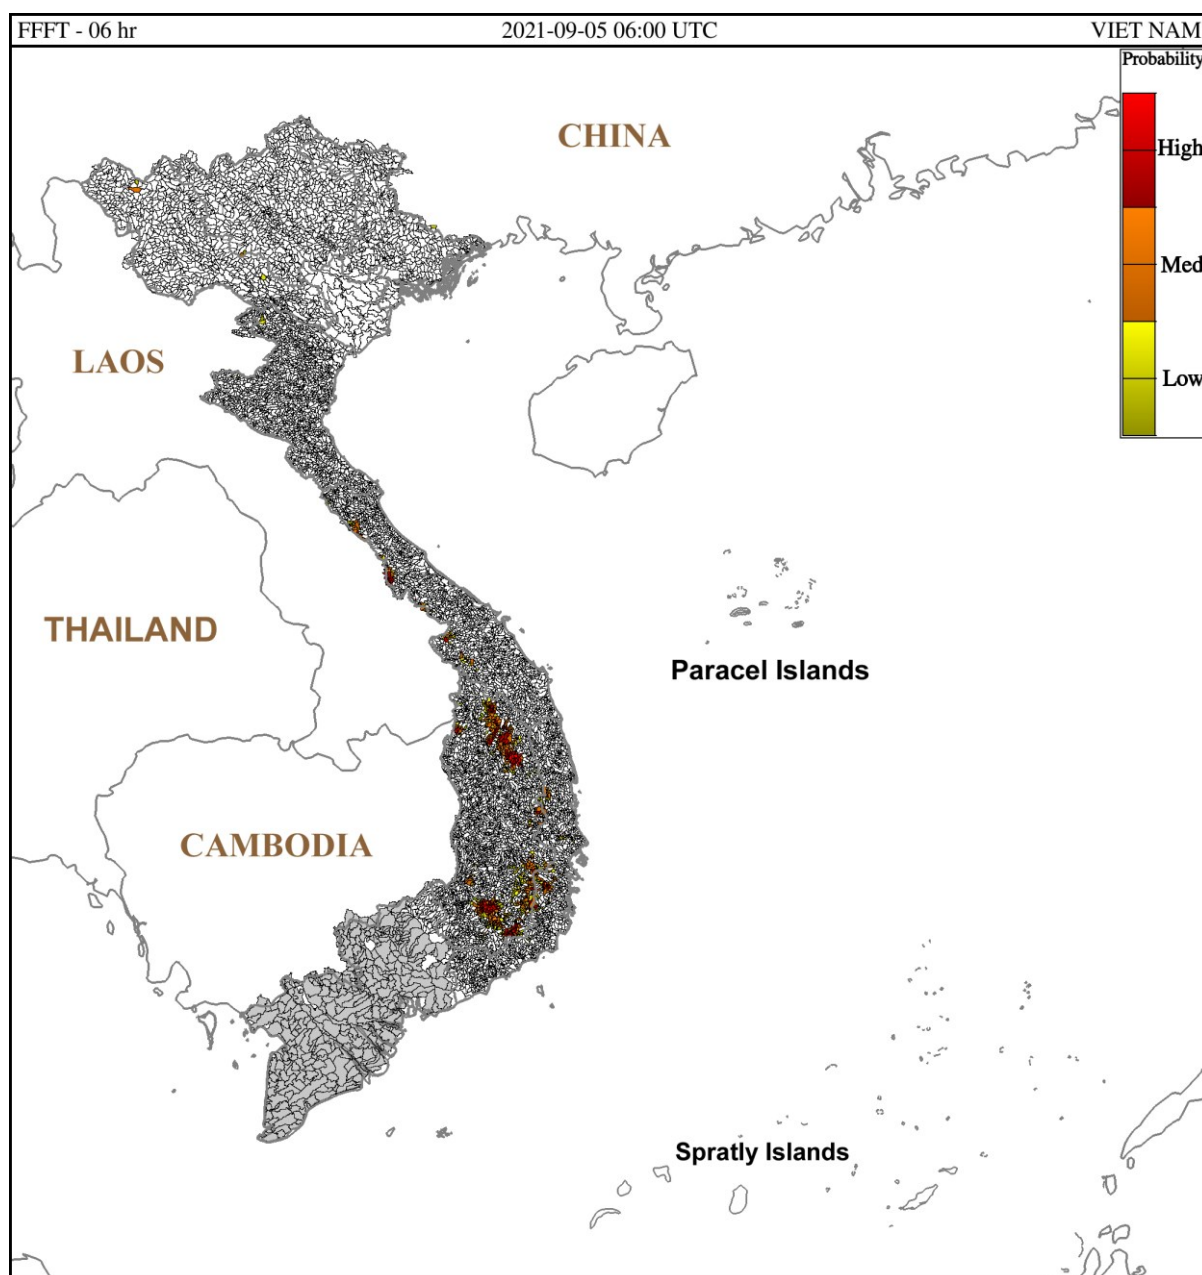 FFFT - 06 hr 2021-09-05 06:00 UTC VIET NAM
Probability
CHINA
High
Med
LAOS
Low
THAILAND
Paracel Islands
CAMBODIA
Spratly Islands